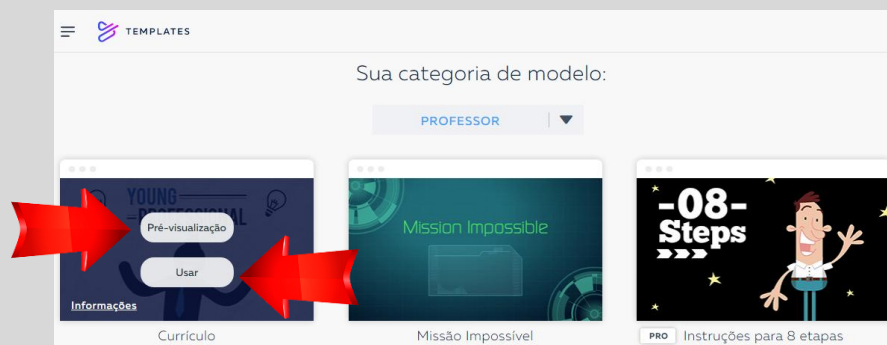 TEMPLATES
Sua categoria de modelo:
PROFESSOR
YOUNG
PROFESSIONAL
Pré-visualização
Usar
Informações
Currículo
Mission Impossible
Missão Impossível
-08-
Steps
PRO Instruções para 8 etapas